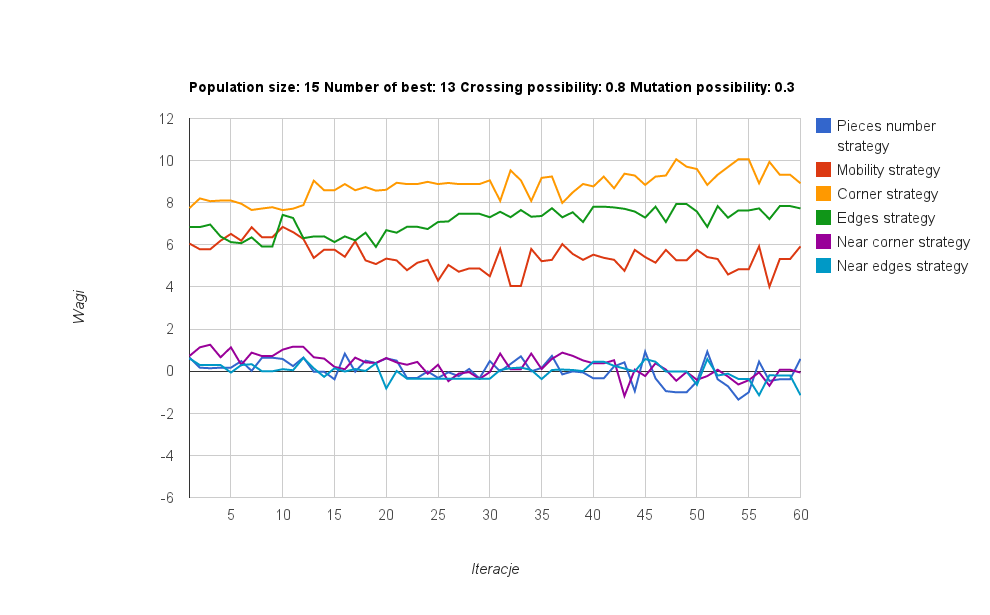 Population size: 15 Number of best: 13 Crossing possibility: 0.8 Mutation possibility: 0.3
12
10
8
6
4
2
0
-2
-4
-6
Wagi
5 10 15 20 25 30 35 40 45 50 55 60
Iteracje
Pieces number
strategy
Mobility strategy
Corner strategy
Edges strategy
Near corner strategy
Near edges strategy